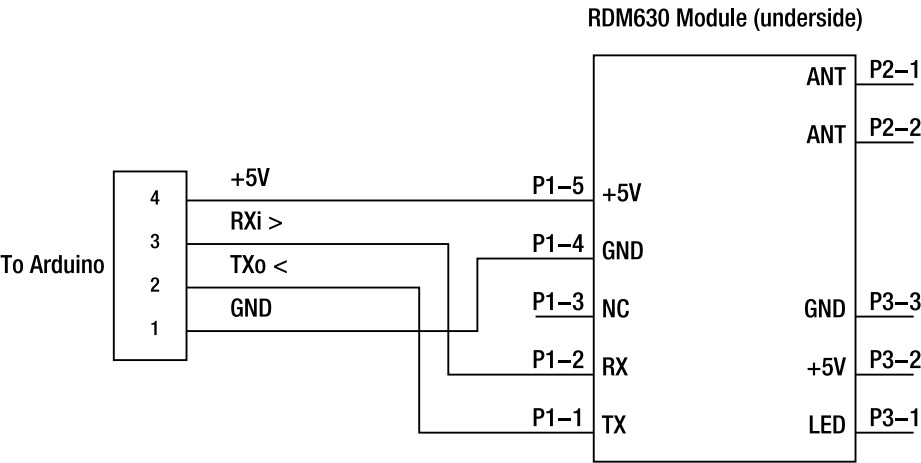 RDM630 Module (underside)
ANT P2–1
ANT P2–2
+5V
4
P1–5 +5V
RXi >
3
P1–4 GND
To Arduino
TXo <
2
GND
1
P1–3 NC
GND P3–3
P1–2 RX
+5V P3–2
P1–1 TX
LED P3–1